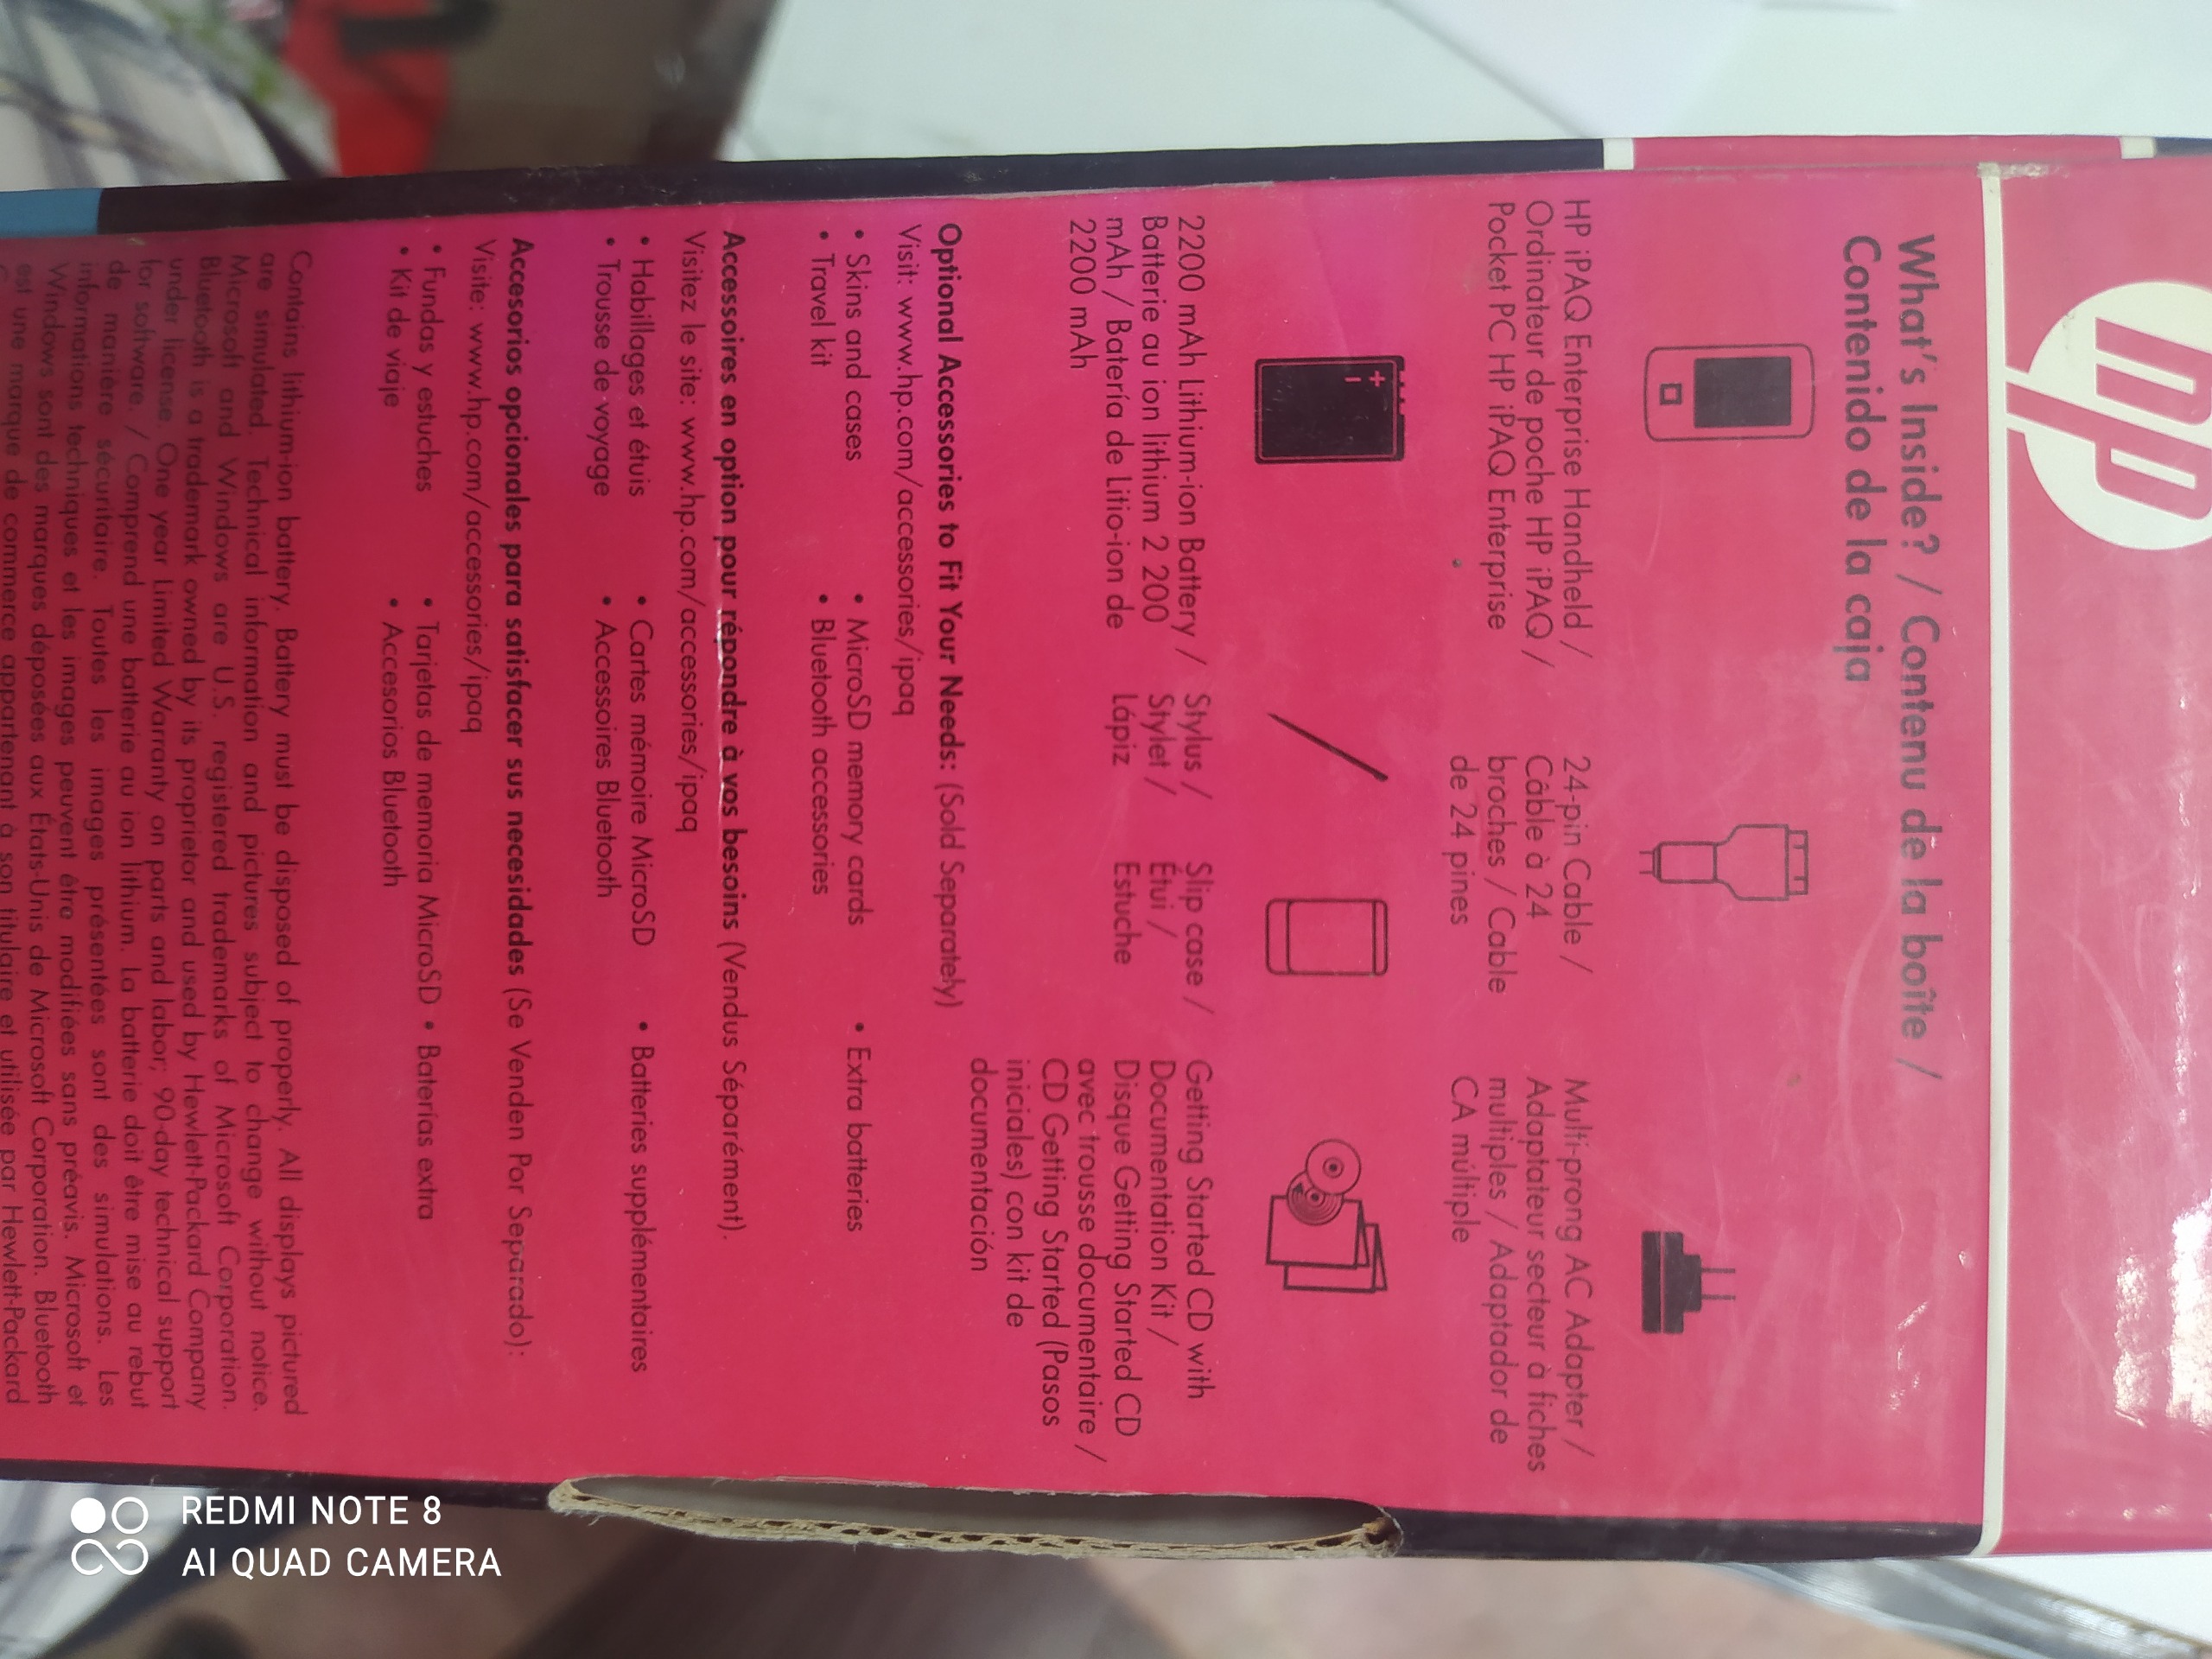 hp
What's Inside? / Contenu de la boîte /
Contenido de la caja
HP iPAQ Enterprise Handheld /
Ordinateur de poche HP iPAQ /
Pocket PC HP iPAQ Enterprise
24-pin Cable /
Câble à 24
broches / Cable
de 24 pines
Multi-prong AC Adapter /
Adaptateur secteur à fiches
multiples / Adaptador de
CA múltiple
2200 mAh Lithium-ion Battery /
Batterie au ion lithium 2 200
mAh / Batería de Litio-ion de
2200 mAh
Stylus /
Stylet /
Lápiz
Slip case /
Étui /
Estuche
Getting Started CD with
Documentation Kit /
Disque Getting Started CD
avec trousse documentaire /
CD Getting Started (Pasos
iniciales) con kit de
documentación
Optional Accessories to Fit Your Needs: (Sold Separately)
Visit: www.hp.com/accessories/ipaq
• Skins and cases • MicroSD memory cards • Extra batteries
• Travel kit • Bluetooth accessories
Accessoires en option pour répondre à vos besoins (Vendus Séparément).
Visitez le site: www.hp.com/accessories/ipaq
• Habillages et étuis • Cartes mémoire MicroSD • Batteries supplémentaires
• Trousse de voyage • Accessoires Bluetooth
Accesorios opcionales para satisfacer sus necesidades (Se Venden Por Separado):
Visite: www.hp.com/accessories/ipaq
• Fundas y estuches • Tarjetas de memoria MicroSD • Baterías extra
• Kit de viaje • Accesorios Bluetooth
Contains lithium-ion battery. Battery must be disposed of properly. All displays pictured
are simulated. Technical information and pictures subject to change without notice.
Microsoft and Windows are U.S. registered trademarks of Microsoft Corporation.
Bluetooth is a trademark owned by its proprietor and used by Hewlett-Packard Company
under license. One year Limited Warranty on parts and labor; 90-day technical support
for software. / Comprend une batterie au ion lithium. La batterie doit être mise au rebut
de manière sécuritaire. Toutes les images présentées sont des simulations. Les
informations techniques et les images peuvent être modifiées sans préavis. Microsoft et
Windows sont des marques déposées aux États-Unis de Microsoft Corporation. Bluetooth
est une marque de commerce appartenant à son titulaire et utilisée par Hewlett-Packard
REDMI NOTE 8
AI QUAD CAMERA